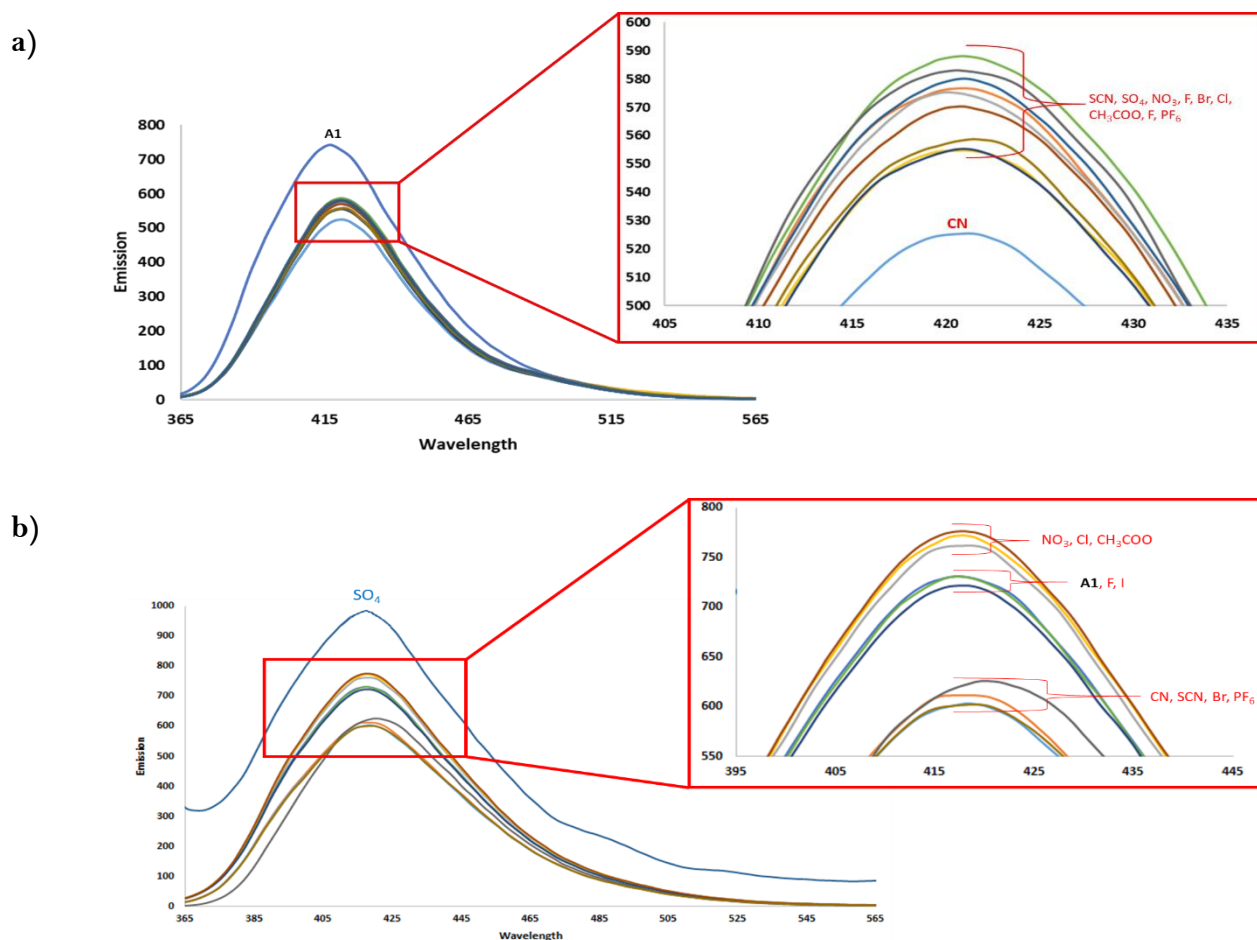 a)
A1
800
700
600
500
400
300
200
100
0
Emission
365 415 465 515 565
Wavelength
600
590
580
570
560
550
540
530
520
510
500
SCN, SO₄, NO₃, F, Br, Cl,
CH₃COO, F, PF₆
CN
405 410 415 420 425 430 435
b)
SO₄
1000
900
800
700
600
500
400
300
200
100
0
Emission
365 385 405 425 445 465 485 505 525 545 565
Wavelength
800
750
700
650
600
550
NO₃, Cl, CH₃COO
A1, F, I
CN, SCN, Br, PF₆
395 405 415 425 435 445